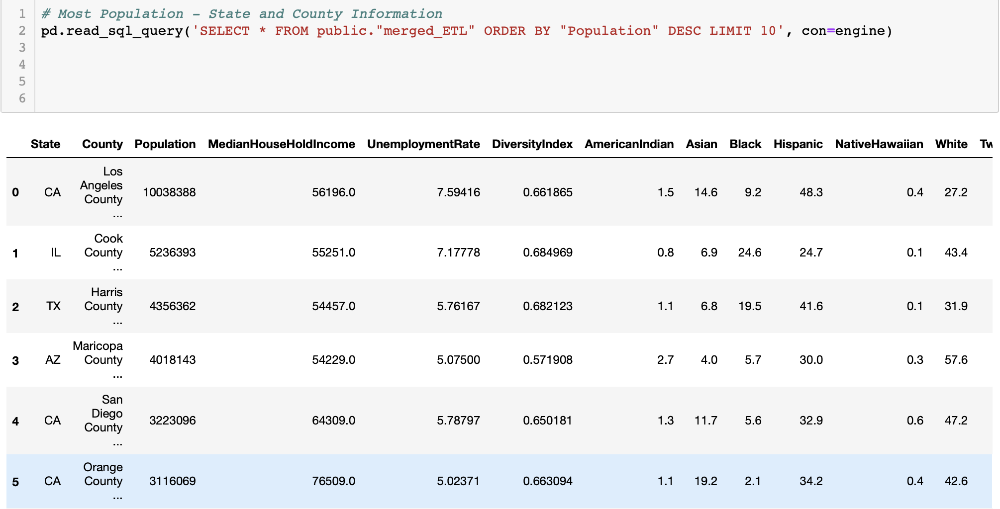 1 # Most Population – State and County Information
2 pd.read_sql_query('SELECT * FROM public."merged_ETL" ORDER BY "Population" DESC LIMIT 10', con=engine)
3
4
5
6
State County Population MedianHouseHoldIncome UnemploymentRate DiversityIndex AmericanIndian Asian Black Hispanic NativeHawaiian White Tw
Los
Angeles
0 CA County 10038388 56196.0 7.59416 0.661865 1.5 14.6 9.2 48.3 0.4 27.2
...
Cook
1 IL County 5236393 55251.0 7.17778 0.684969 0.8 6.9 24.6 24.7 0.1 43.4
...
Harris
2 TX County 4356362 54457.0 5.76167 0.682123 1.1 6.8 19.5 41.6 0.1 31.9
...
Maricopa
3 AZ County 4018143 54229.0 5.07500 0.571908 2.7 4.0 5.7 30.0 0.3 57.6
...
San
Diego
4 CA County 3223096 64309.0 5.78797 0.650181 1.3 11.7 5.6 32.9 0.6 47.2
...
Orange
5 CA County 3116069 76509.0 5.02371 0.663094 1.1 19.2 2.1 34.2 0.4 42.6
...